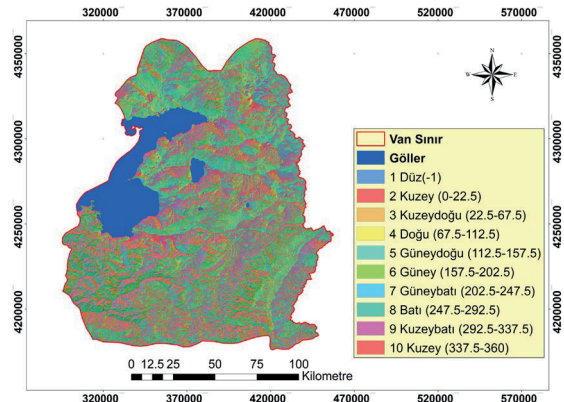 320000 370000 420000 470000 520000 570000
4350000 4350000
N
W E
S
4300000 4300000
Van Sınır
Göller
1 Düz(-1)
2 Kuzey (0-22.5)
3 Kuzeydoğu (22.5-67.5)
4 Doğu (67.5-112.5)
5 Güneydoğu (112.5-157.5)
6 Güney (157.5-202.5)
7 Güneybatı (202.5-247.5)
8 Batı (247.5-292.5)
9 Kuzeybatı (292.5-337.5)
10 Kuzey (337.5-360)
4250000 4250000
4200000 4200000
0 12.5 25 50 75 100
Kilometre
320000 370000 420000 470000 520000 570000